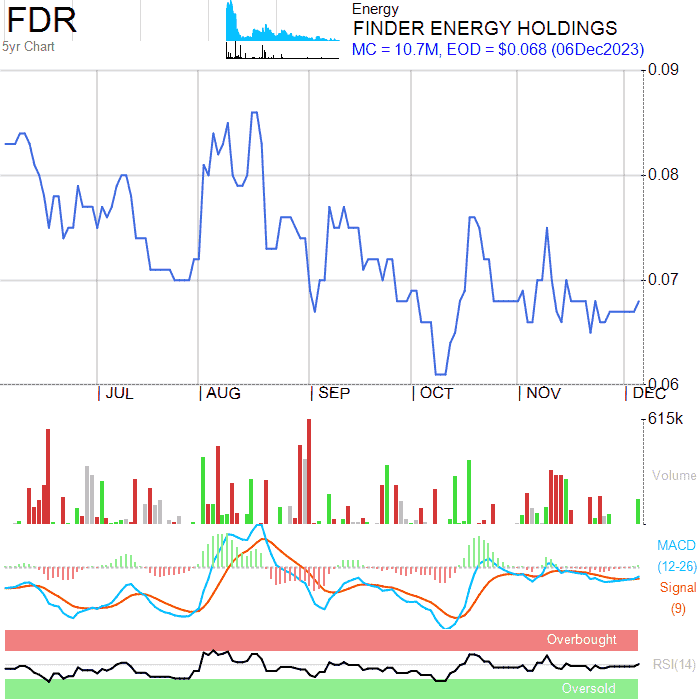 FDR
5yr Chart
Energy
FINDER ENERGY HOLDINGS
MC = 10.7M, EOD = $0.068 (06Dec2023)
0.09
0.08
0.07
0.06
JUL
AUG
SEP
OCT
NOV
DEC
615k
Volume
MACD
(12-26)
Signal
(9)
Overbought
RSI(14)
Oversold